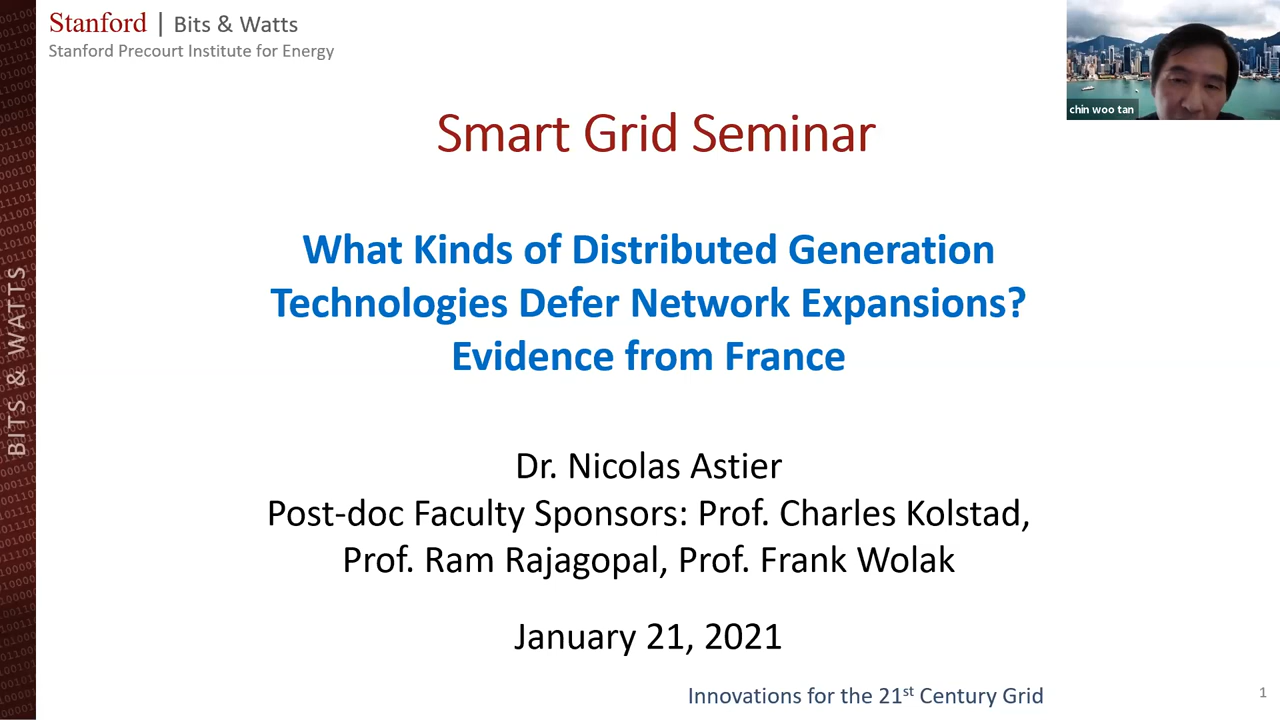 Stanford | Bits & Watts
Stanford Precourt Institute for Energy
chin woo tan
Smart Grid Seminar
What Kinds of Distributed Generation
Technologies Defer Network Expansions?
Evidence from France
BITS & WATTS
Dr. Nicolas Astier
Post-doc Faculty Sponsors: Prof. Charles Kolstad,
Prof. Ram Rajagopal, Prof. Frank Wolak
January 21, 2021
Innovations for the 21st Century Grid
1